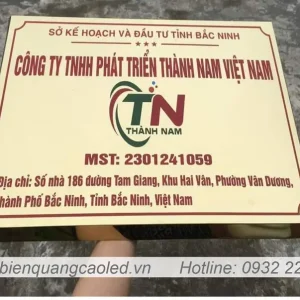 SỞ KẾ HOẠCH VÀ ĐẦU TƯ TỈNH BẮC NINH
***
CÔNG TY TNHH PHÁT TRIỂN THÀNH NAM VIỆT NAM
TN
THÀNH NAM
MST: 2301241059
Địa chỉ: Số nhà 186 đường Tam Giang, Khu Hai Vân, Phường Vân Dương,
Thành Phố Bắc Ninh, Tỉnh Bắc Ninh, Việt Nam
bienquangcaoled.vn Hotline: 0932 22